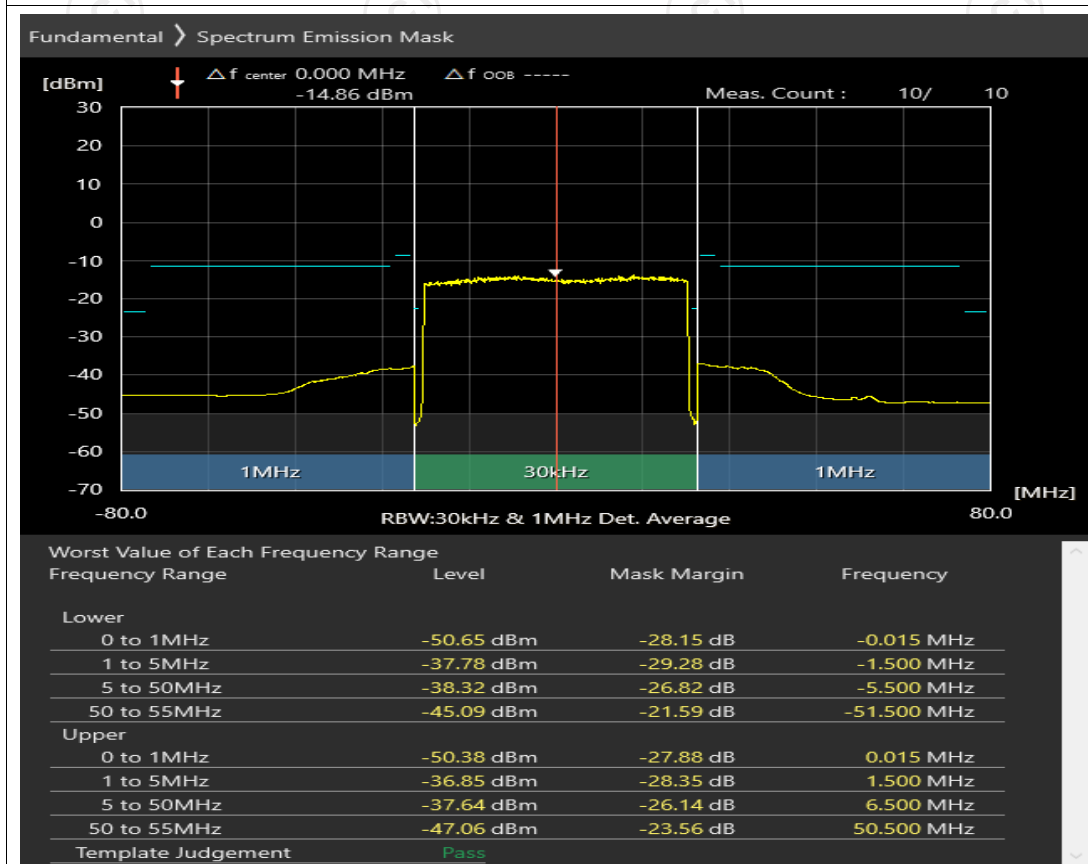 Fundamental 〉 Spectrum Emission Mask
[dBm] △f center 0.000 MHz △f OOB -----
-14.86 dBm Meas. Count : 10/ 10
30
20
10
0
-10
-20
-30
-40
-50
-60
-70
1MHz 30kHz 1MHz
[MHz]
-80.0 RBW:30kHz & 1MHz Det. Average 80.0
Worst Value of Each Frequency Range
Frequency Range Level Mask Margin Frequency
Lower
0 to 1MHz -50.65 dBm -28.15 dB -0.015 MHz
1 to 5MHz -37.78 dBm -29.28 dB -1.500 MHz
5 to 50MHz -38.32 dBm -26.82 dB -5.500 MHz
50 to 55MHz -45.09 dBm -21.59 dB -51.500 MHz
Upper
0 to 1MHz -50.38 dBm -27.88 dB 0.015 MHz
1 to 5MHz -36.85 dBm -28.35 dB 1.500 MHz
5 to 50MHz -37.64 dBm -26.14 dB 6.500 MHz
50 to 55MHz -47.06 dBm -23.56 dB 50.500 MHz
Template Judgement Pass